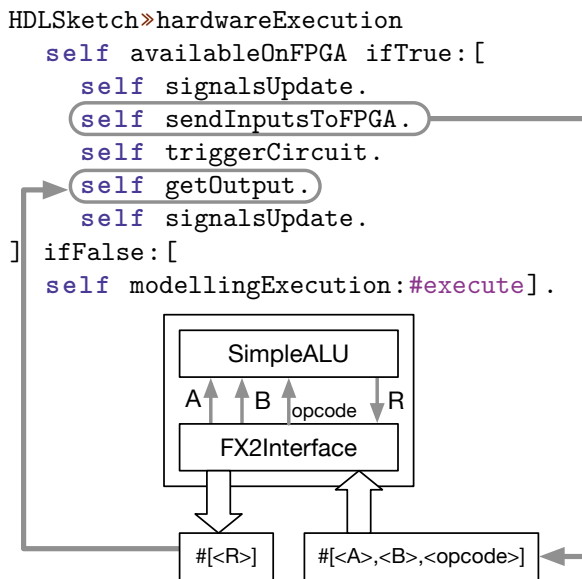 HDLSketch»hardwareExecution
self availableOnFPGA ifTrue:[
self signalsUpdate.
self sendInputsToFPGA.
self triggerCircuit.
self getOutput.
self signalsUpdate.
] ifFalse:[
self modellingExecution:#execute].
SimpleALU
A B opcode R
FX2Interface
#[<R>] #[<A>,<B>,<opcode>]